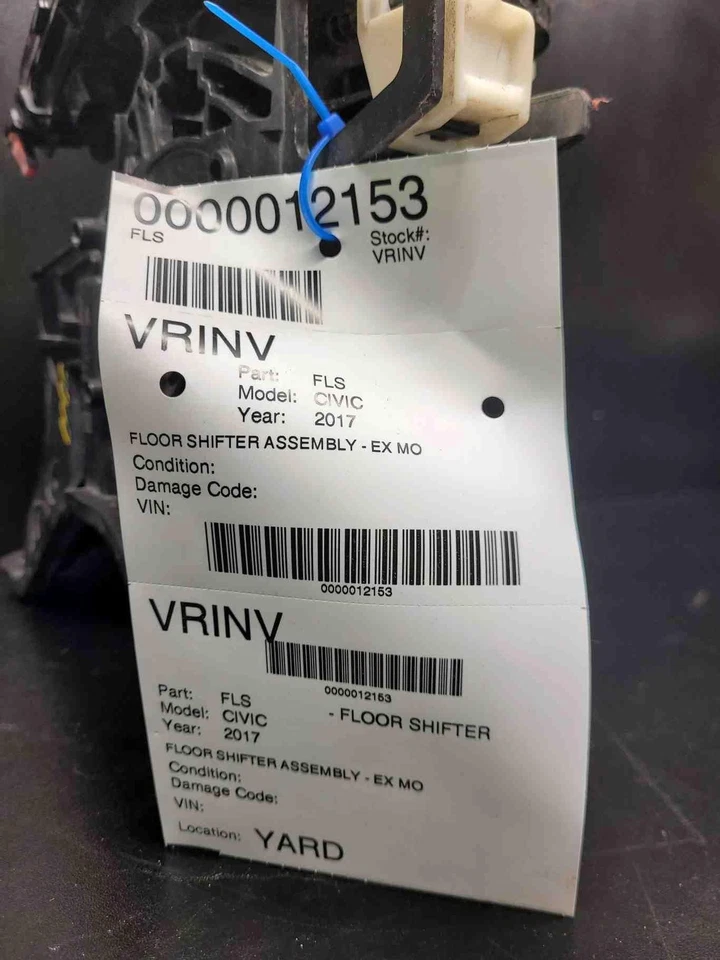 0000012153
FLS
Stock#:
VRINV
VRINV
Part: FLS
Model: CIVIC
Year: 2017
FLOOR SHIFTER ASSEMBLY - EX MO
Condition:
Damage Code:
VIN:
0000012153
VRINV
0000012153
Part: FLS
Model: CIVIC - FLOOR SHIFTER
Year: 2017
FLOOR SHIFTER ASSEMBLY - EX MO
Condition:
Damage Code:
VIN:
Location: YARD